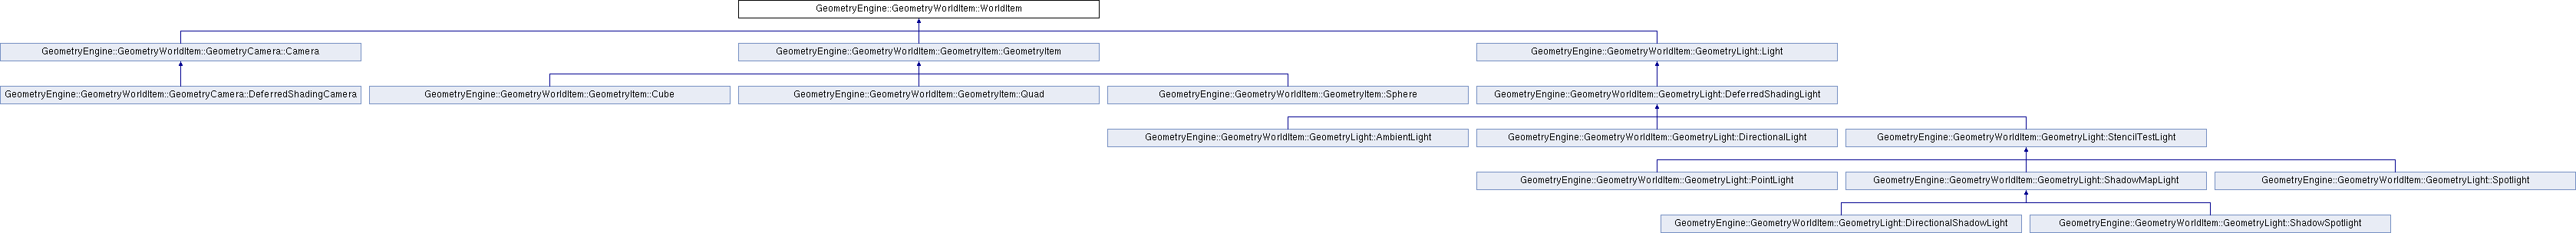 GeometryEngine::GeometryWorldItem::WorldItem
GeometryEngine::GeometryWorldItem::GeometryCamera::Camera
GeometryEngine::GeometryWorldItem::GeometryItem::GeometryItem
GeometryEngine::GeometryWorldItem::GeometryLight::Light
GeometryEngine::GeometryWorldItem::GeometryCamera::DeferredShadingCamera
GeometryEngine::GeometryWorldItem::GeometryItem::Cube
GeometryEngine::GeometryWorldItem::GeometryItem::Quad
GeometryEngine::GeometryWorldItem::GeometryItem::Sphere
GeometryEngine::GeometryWorldItem::GeometryLight::DeferredShadingLight
GeometryEngine::GeometryWorldItem::GeometryLight::AmbientLight
GeometryEngine::GeometryWorldItem::GeometryLight::DirectionalLight
GeometryEngine::GeometryWorldItem::GeometryLight::StencilTestLight
GeometryEngine::GeometryWorldItem::GeometryLight::PointLight
GeometryEngine::GeometryWorldItem::GeometryLight::ShadowMapLight
GeometryEngine::GeometryWorldItem::GeometryLight::Spotlight
GeometryEngine::GeometryWorldItem::GeometryLight::DirectionalShadowLight
GeometryEngine::GeometryWorldItem::GeometryLight::ShadowSpotlight